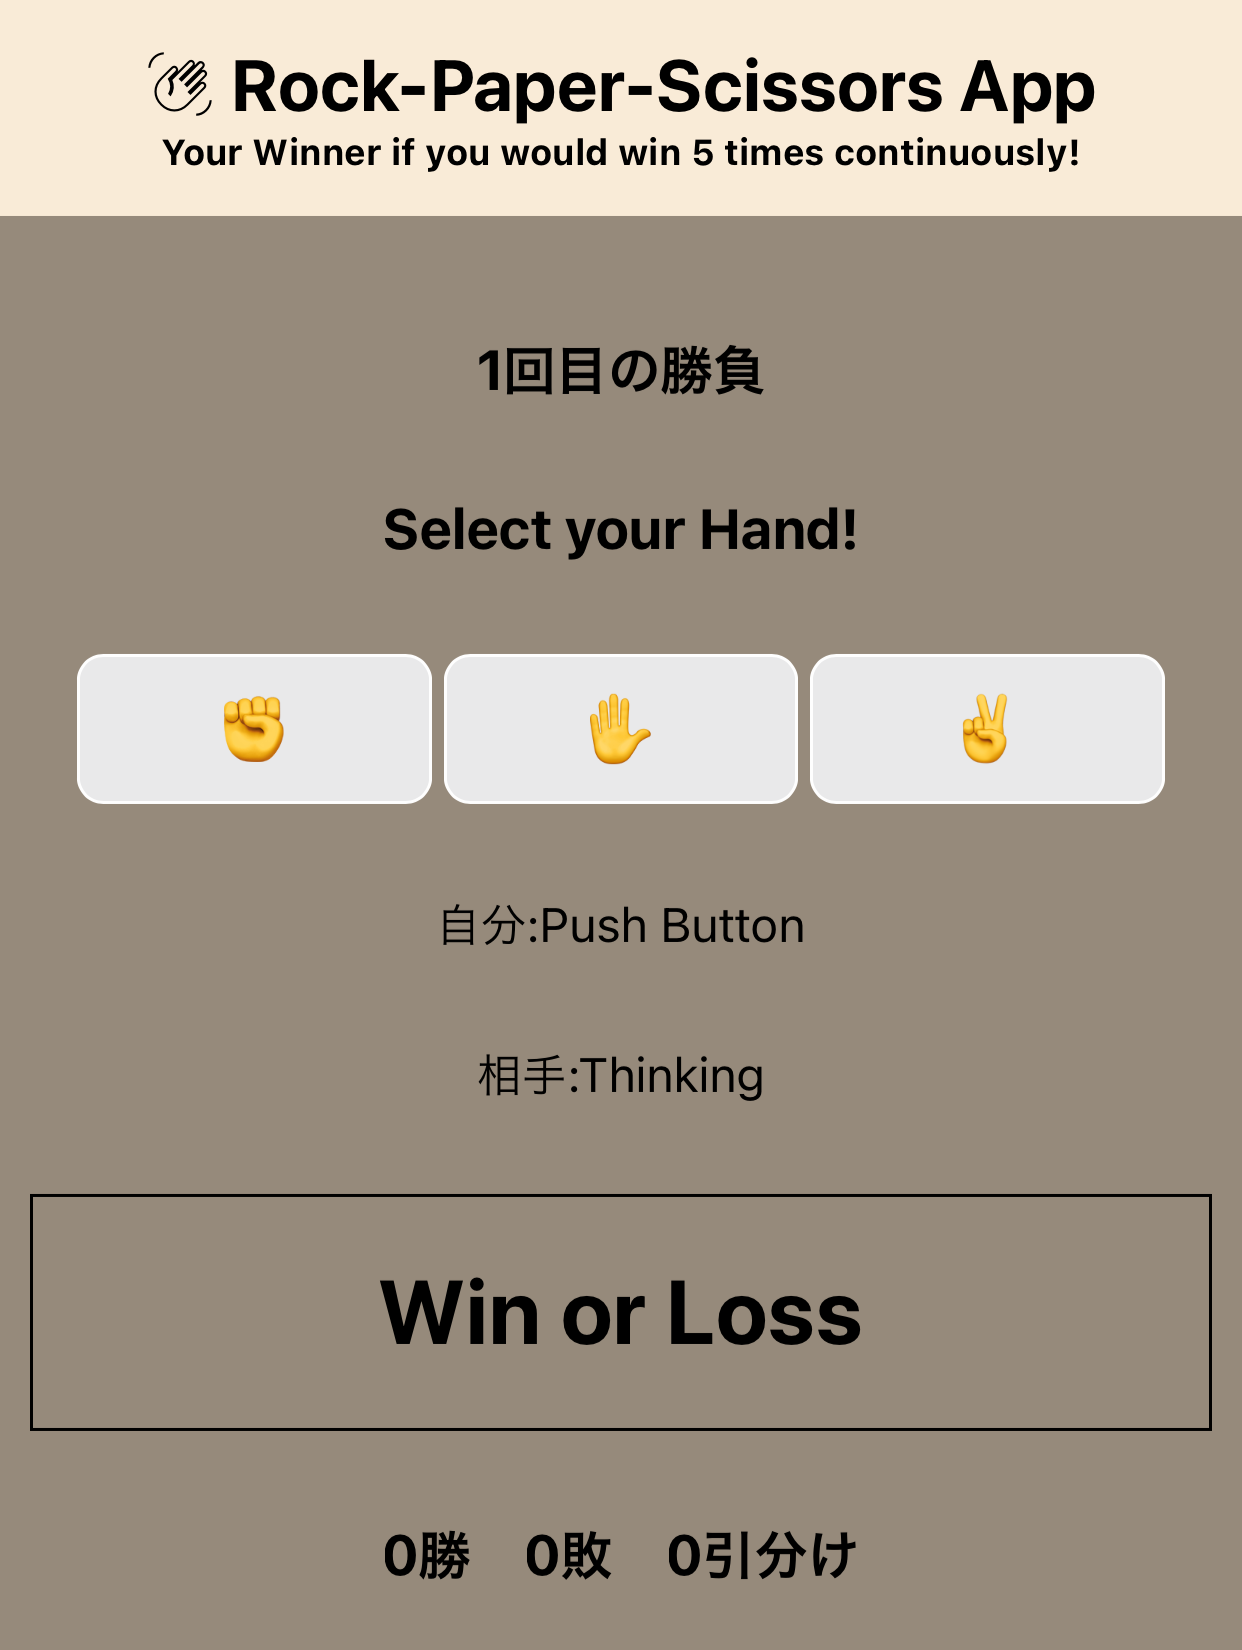 Rock-Paper-Scissors App
Your Winner if you would win 5 times continuously!
1回目の勝負
Select your Hand!
自分:Push Button
相手:Thinking
Win or Loss
0勝　0敗　0引分け